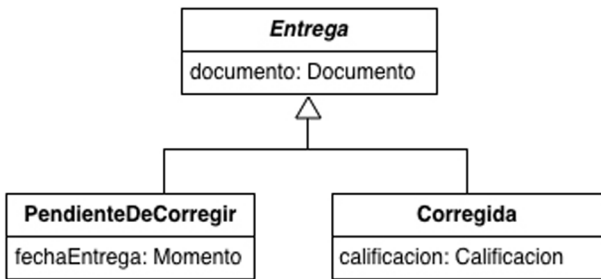 Entrega
documento: Documento
PendienteDeCorregir
fechaEntrega: Momento
Corregida
calificacion: Calificacion